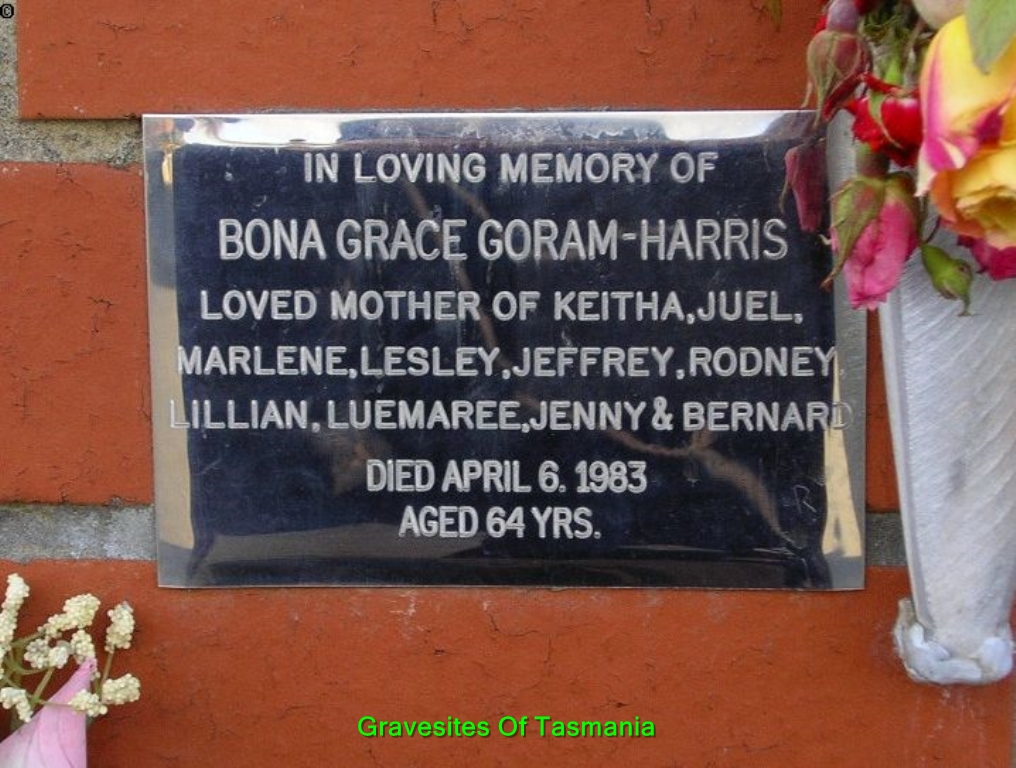 IN LOVING MEMORY OF
BONA GRACE GORAM-HARRIS
LOVED MOTHER OF KEITHA, JUEL,
MARLENE, LESLEY, JEFFREY, RODNEY,
LILLIAN, LUEMAREE, JENNY & BERNARD
DIED APRIL 6. 1983
AGED 64 YRS.
Gravesites Of Tasmania